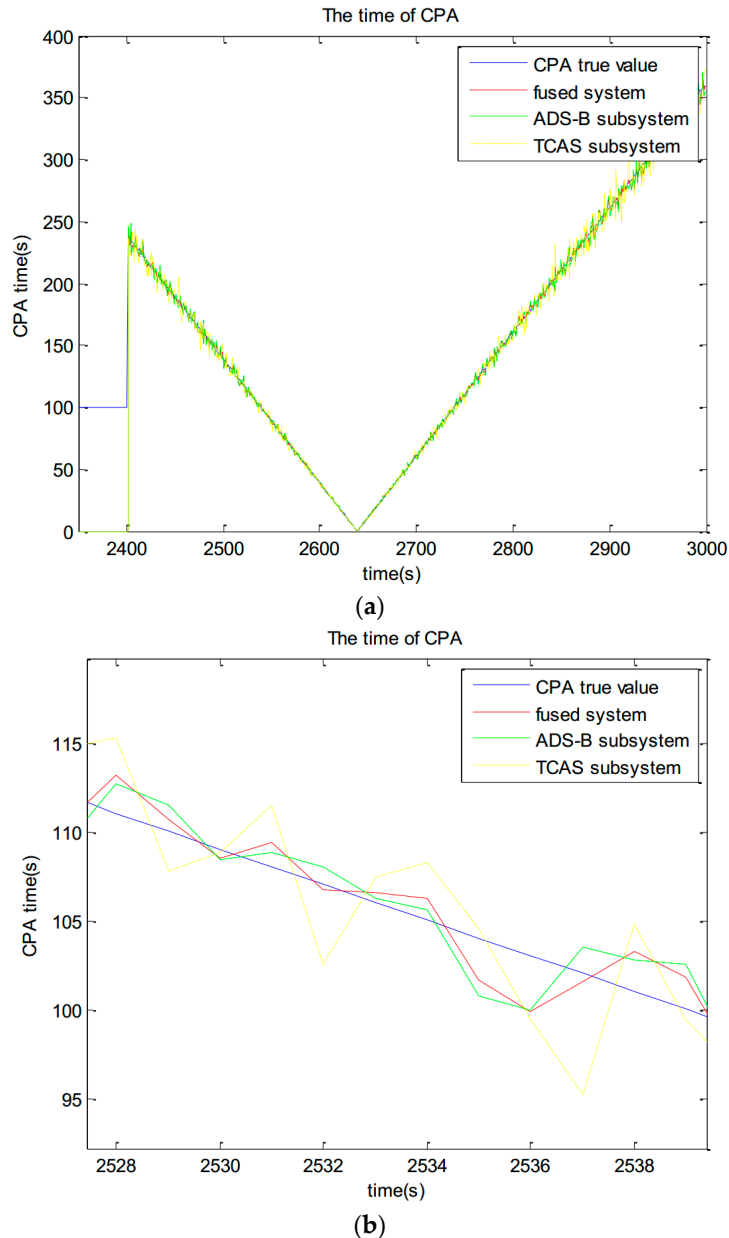 The time of CPA
400
350
300
250
200
150
100
50
0
CPA time(s)
CPA true value
fused system
ADS-B subsystem
TCAS subsystem
2400 2500 2600 2700 2800 2900 3000
time(s)
(a)
The time of CPA
115
110
105
100
95
CPA time(s)
CPA true value
fused system
ADS-B subsystem
TCAS subsystem
2528 2530 2532 2534 2536 2538
time(s)
(b)